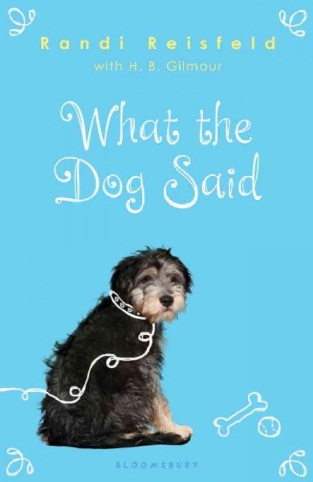 Randi Reisfeld
with H. B. Gilmour
What the
Dog Said
BLOOMSBURY